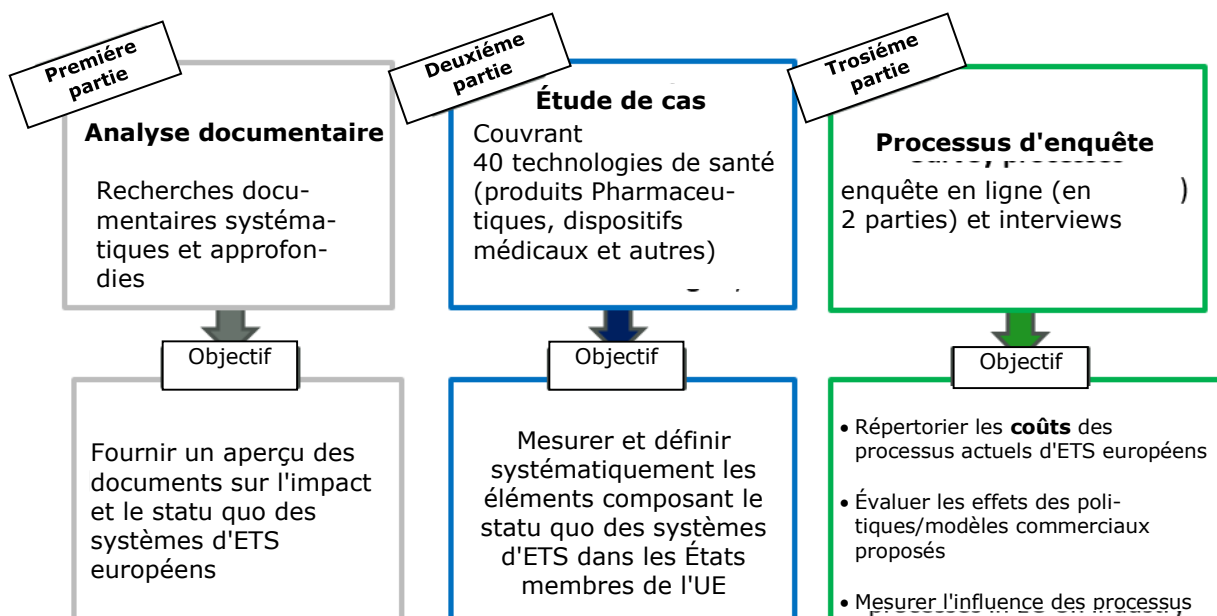 Premiére
partie
Analyse documentaire
Recherches docu-
mentaires systéma-
tiques et approfon-
dies
Objectif
Fournir un aperçu des
documents sur l'impact
et le statu quo des
systèmes d'ETS
européens
Deuxiéme
partie
Étude de cas
Couvrant
40 technologies de santé
(produits Pharmaceu-
tiques, dispositifs
médicaux et autres)
Objectif
Mesurer et définir
systématiquement les
éléments composant le
statu quo des systèmes
d'ETS dans les États
membres de l'UE
Trosiéme
partie
Processus d'enquête
enquête en ligne (en )
2 parties) et interviews
Objectif
• Répertorier les coûts des
processus actuels d'ETS européens
• Évaluer les effets des poli-
tiques/modèles commerciaux
proposés
• Mesurer l'influence des processus